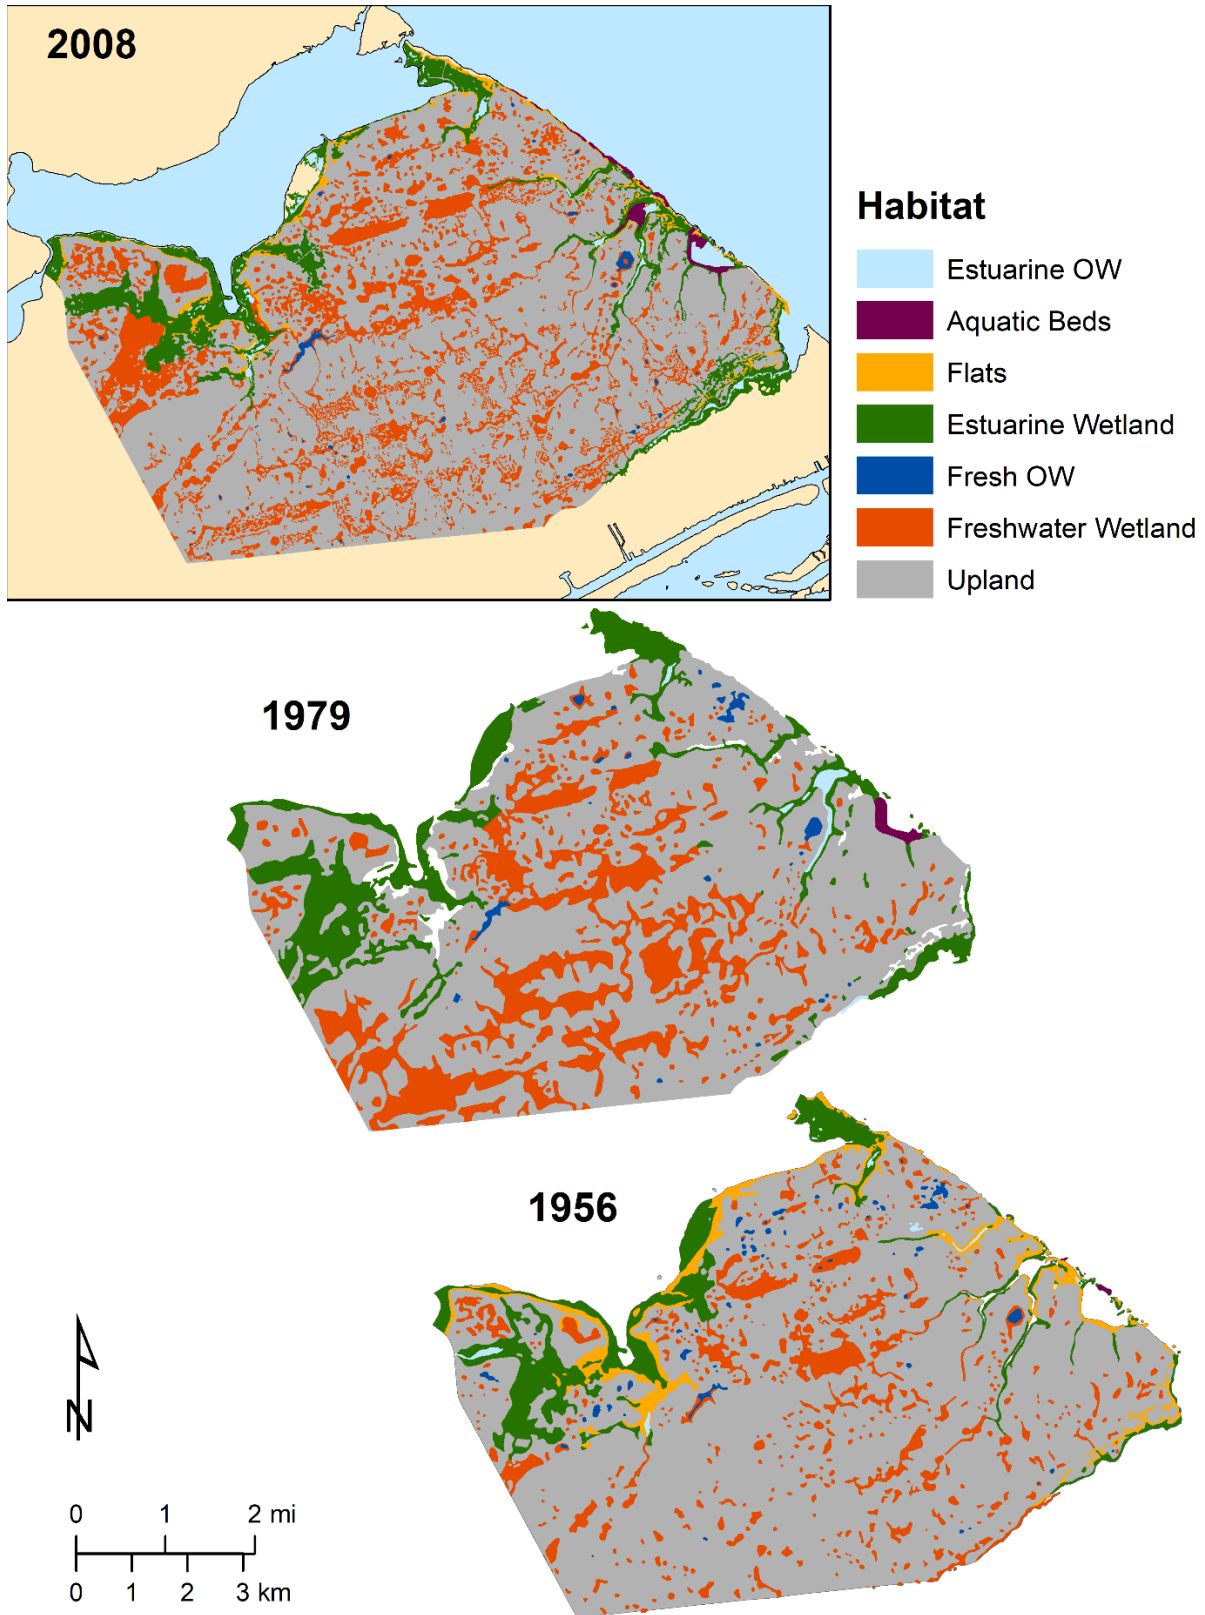 2008
Habitat
Estuarine OW
Aquatic Beds
Flats
Estuarine Wetland
Fresh OW
Freshwater Wetland
Upland
1979
1956
N
0 1 2 mi
0 1 2 3 km